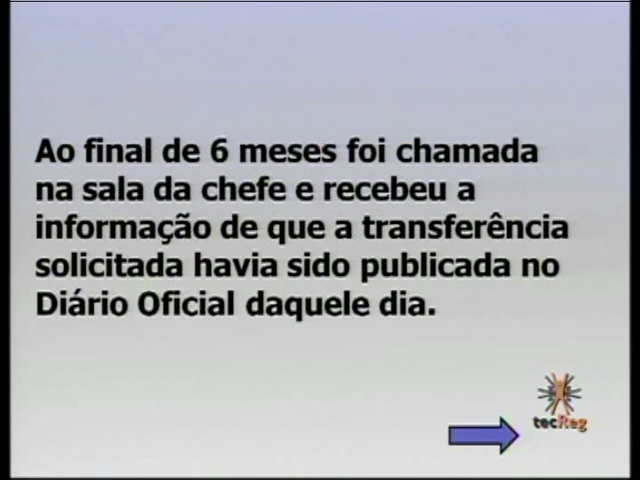 Ao final de 6 meses foi chamada
na sala da chefe e recebeu a
informação de que a transferência
solicitada havia sido publicada no
Diário Oficial daquele dia.
tecReg